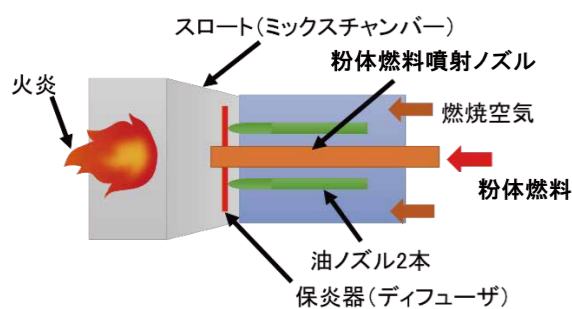 スロート(ミックスチャンバー)
粉体燃料噴射ノズル
火炎
燃焼空気
粉体燃料
油ノズル2本
保炎器(ディフューザ)